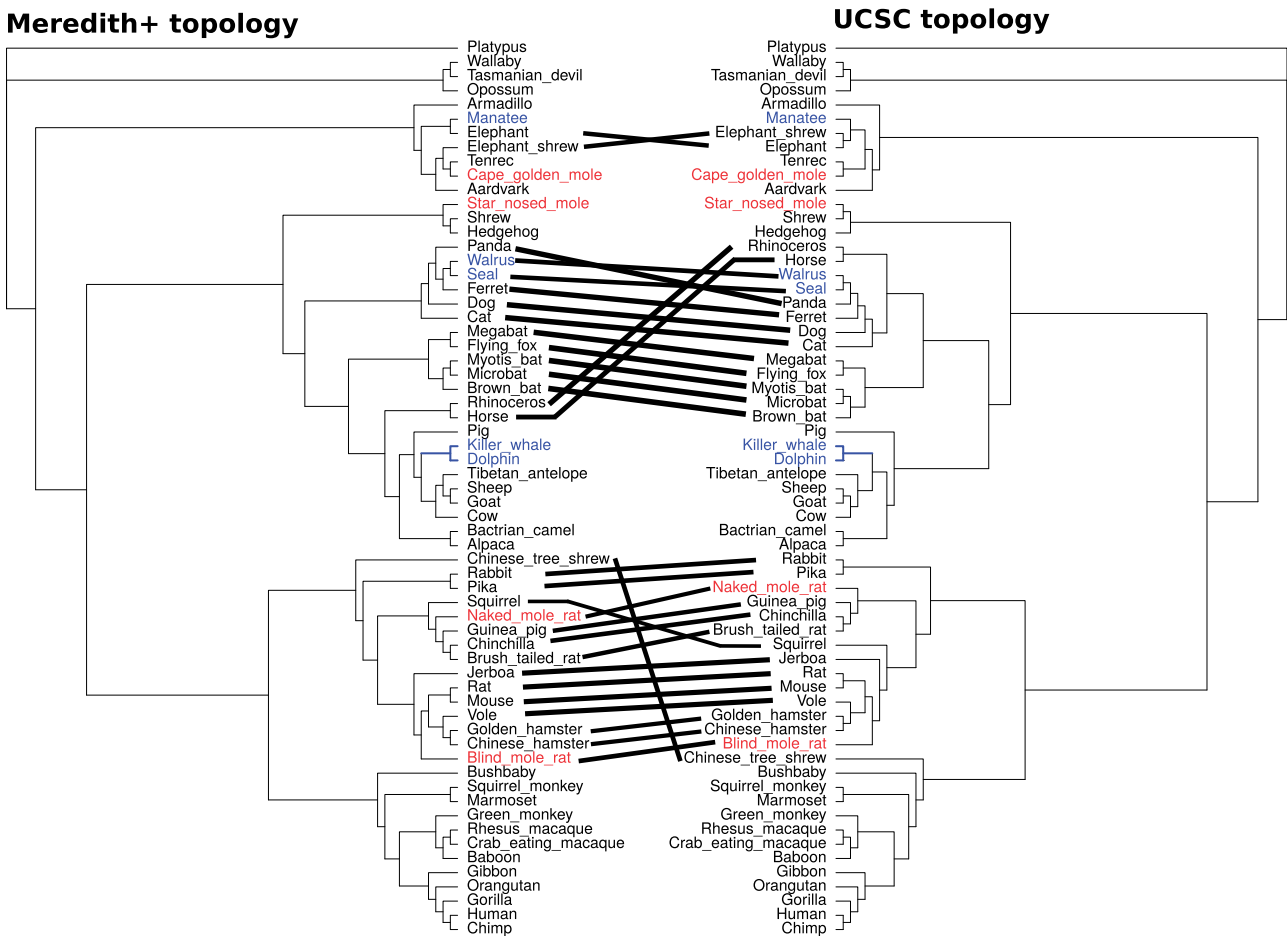 Meredith+ topology
UCSC topology
Platypus Platypus
Wallaby Wallaby
Tasmanian_devil Tasmanian_devil
Opossum Opossum
Armadillo Armadillo
Manatee Manatee
Elephant Elephant_shrew
Elephant_shrew Elephant
Tenrec Tenrec
Cape_golden_mole Cape_golden_mole
Aardvark Aardvark
Star_nosed_mole Star_nosed_mole
Shrew Shrew
Hedgehog Hedgehog
Panda Rhinoceros
Walrus Horse
Seal Walrus
Ferret Seal
Dog Panda
Cat Ferret
Megabat Dog
Flying_fox Cat
Myotis_bat Megabat
Microbat Flying_fox
Brown_bat Myotis_bat
Rhinoceros Microbat
Horse Brown_bat
Pig Pig
Killer_whale Killer_whale
Dolphin Dolphin
Tibetan_antelope Tibetan_antelope
Sheep Sheep
Goat Goat
Cow Cow
Bactrian_camel Bactrian_camel
Alpaca Alpaca
Chinese_tree_shrew Rabbit
Rabbit Pika
Pika Naked_mole_rat
Squirrel Guinea_pig
Naked_mole_rat Chinchilla
Guinea_pig Brush_tailed_rat
Chinchilla Squirrel
Brush_tailed_rat Jerboa
Jerboa Rat
Rat Mouse
Mouse Vole
Vole Golden_hamster
Golden_hamster Chinese_hamster
Chinese_hamster Blind_mole_rat
Blind_mole_rat Chinese_tree_shrew
Bushbaby Bushbaby
Squirrel_monkey Squirrel_monkey
Marmoset Marmoset
Green_monkey Green_monkey
Rhesus_macaque Rhesus_macaque
Crab_eating_macaque Crab_eating_macaque
Baboon Baboon
Gibbon Gibbon
Orangutan Orangutan
Gorilla Gorilla
Human Human
Chimp Chimp